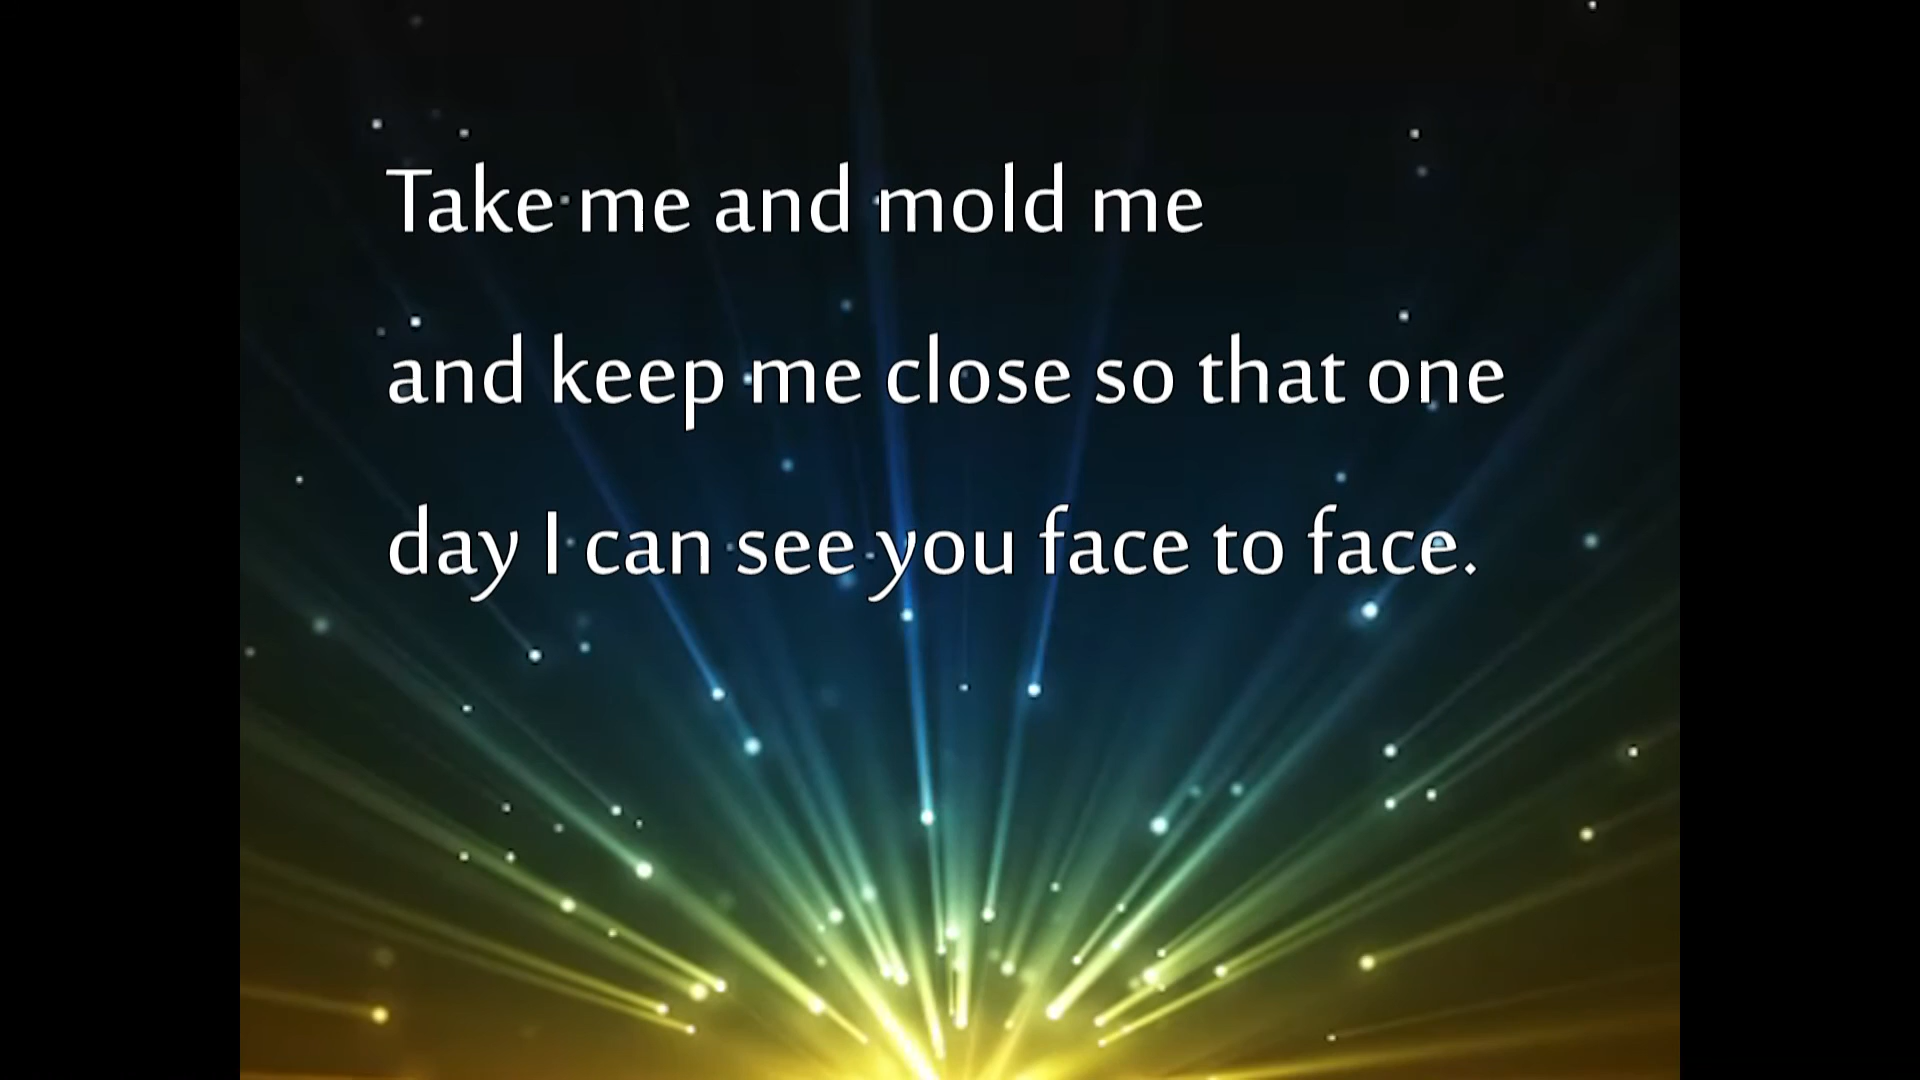 Take me and mold me
and keep me close so that one
day I can see you face to face.